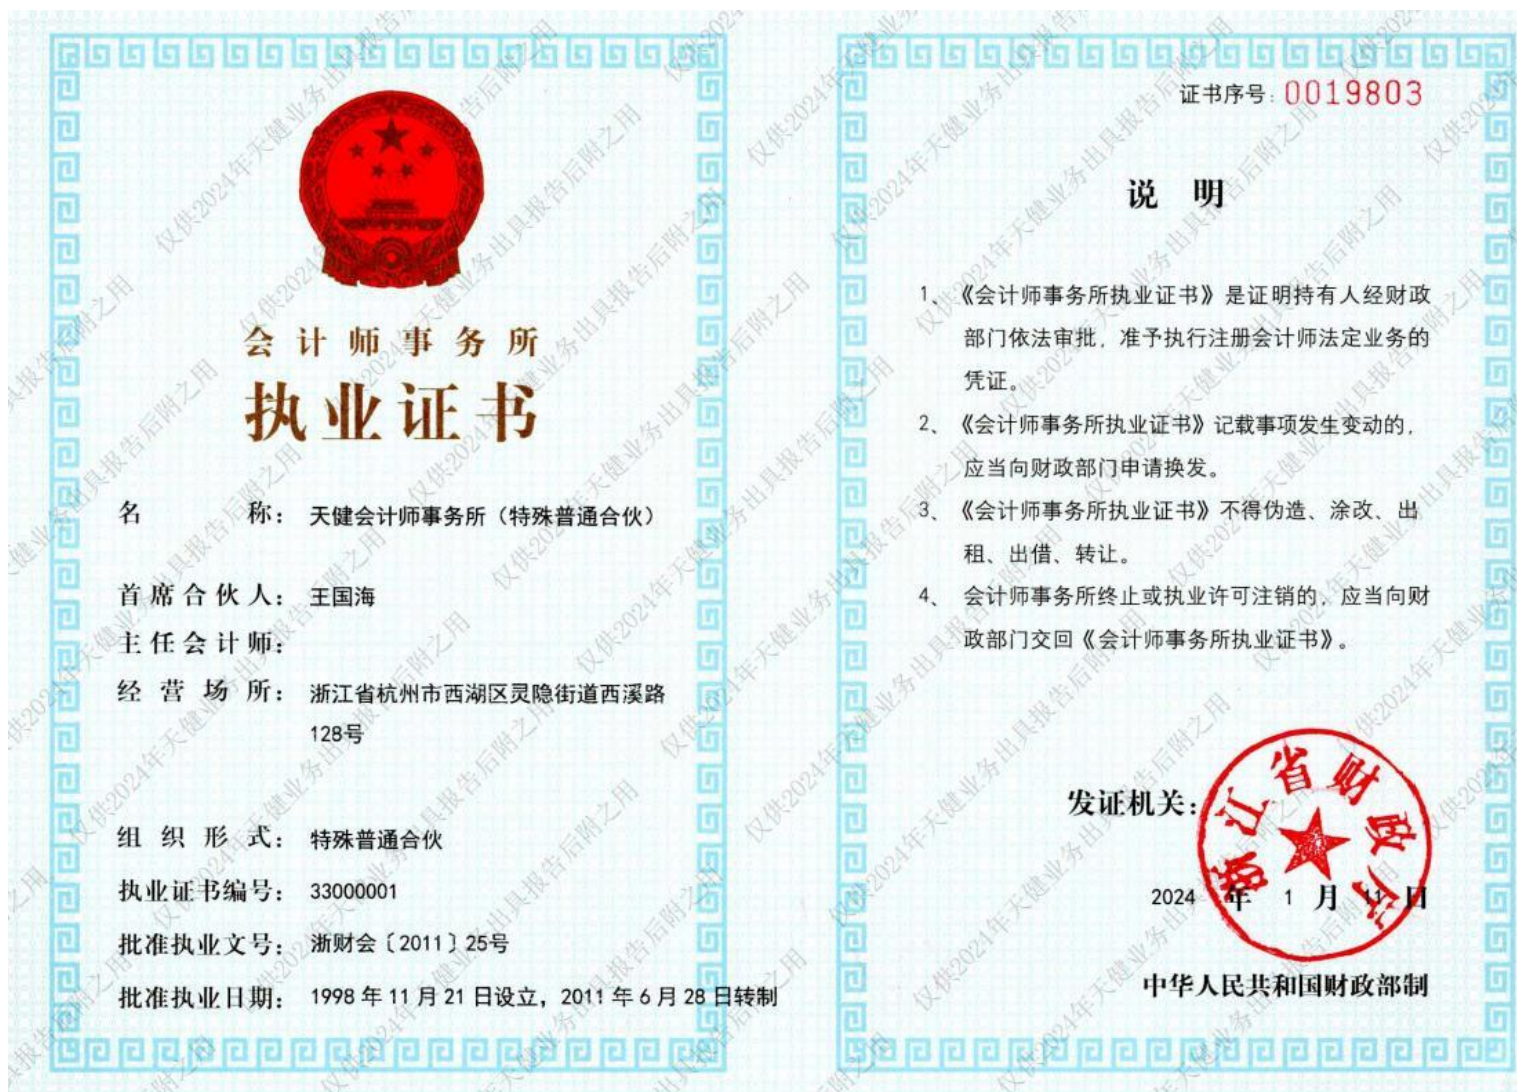 会计师事务所
执业证书
名 称： 天健会计师事务所（特殊普通合伙）
首席合伙人： 王国海
主任会计师：
经营场所： 浙江省杭州市西湖区灵隐街道西溪路
128号
组织形式： 特殊普通合伙
执业证书编号： 33000001
批准执业文号： 浙财会〔2011〕25号
批准执业日期： 1998年11月21日设立，2011年6月28日转制
证书序号：0019803
说 明
1、《会计师事务所执业证书》是证明持有人经财政
部门依法审批，准予执行注册会计师法定业务的
凭证。
2、《会计师事务所执业证书》记载事项发生变动的，
应当向财政部门申请换发。
3、《会计师事务所执业证书》不得伪造、涂改、出
租、出借、转让。
4、 会计师事务所终止或执业许可注销的，应当向财
政部门交回《会计师事务所执业证书》。
发证机关：
浙江省财政厅
2024 年 1 月 11 日
中华人民共和国财政部制
仅供2024年天健业务出具报告后附之用